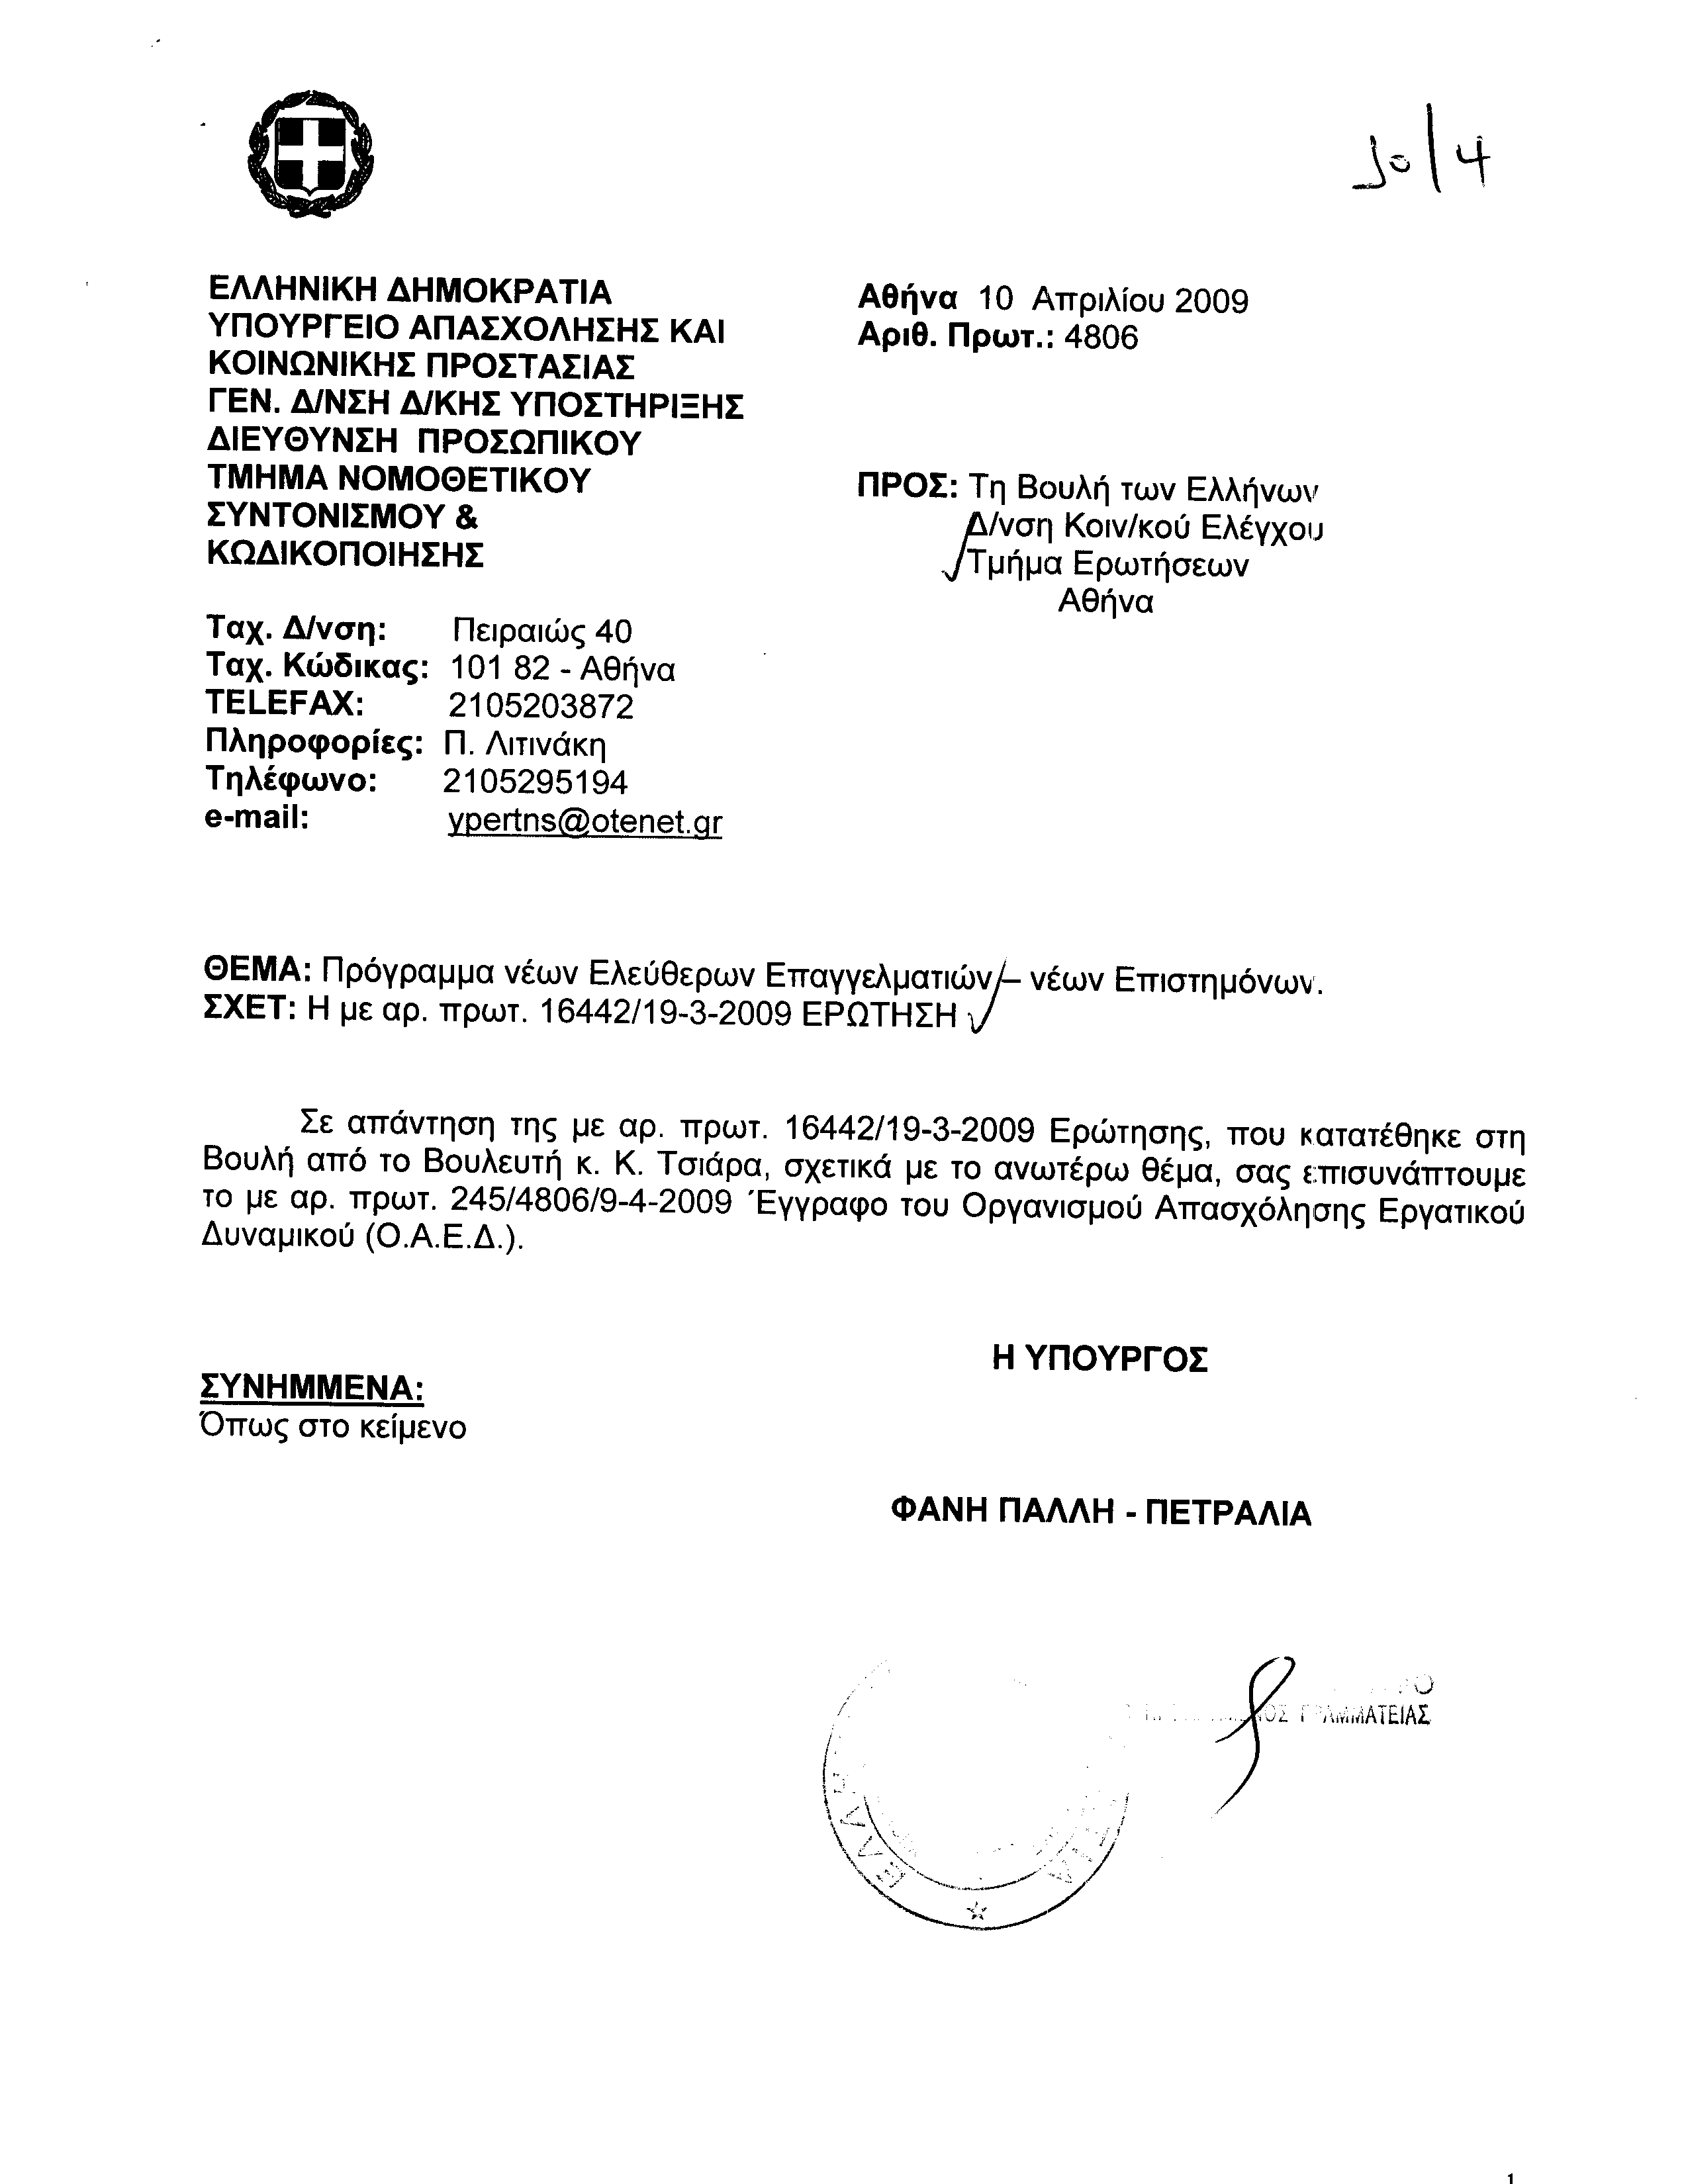 10/4
ΕΛΛΗΝΙΚΗ ΔΗΜΟΚΡΑΤΙΑ
ΥΠΟΥΡΓΕΙΟ ΑΠΑΣΧΟΛΗΣΗΣ ΚΑΙ
ΚΟΙΝΩΝΙΚΗΣ ΠΡΟΣΤΑΣΙΑΣ
ΓΕΝ. Δ/ΝΣΗ Δ/ΚΗΣ ΥΠΟΣΤΗΡΙΞΗΣ
ΔΙΕΥΘΥΝΣΗ ΠΡΟΣΩΠΙΚΟΥ
ΤΜΗΜΑ ΝΟΜΟΘΕΤΙΚΟΥ
ΣΥΝΤΟΝΙΣΜΟΥ &
ΚΩΔΙΚΟΠΟΙΗΣΗΣ
Αθήνα 10 Απριλίου 2009
Αριθ. Πρωτ.: 4806
ΠΡΟΣ: Τη Βουλή των Ελλήνων
Δ/νση Κοιν/κού Ελέγχου
Τμήμα Ερωτήσεων
Αθήνα
Ταχ. Δ/νση: Πειραιώς 40
Ταχ. Κώδικας: 101 82 - Αθήνα
TELEFAX: 2105203872
Πληροφορίες: Π. Λιτινάκη
Τηλέφωνο: 2105295194
e-mail: ypertns@otenet.gr
ΘΕΜΑ: Πρόγραμμα νέων Ελεύθερων Επαγγελματιών – νέων Επιστημόνων.
ΣΧΕΤ: Η με αρ. πρωτ. 16442/19-3-2009 ΕΡΩΤΗΣΗ
Σε απάντηση της με αρ. πρωτ. 16442/19-3-2009 Ερώτησης, που κατατέθηκε στη
Βουλή από το Βουλευτή κ. Κ. Τσιάρα, σχετικά με το ανωτέρω θέμα, σας επισυνάπτουμε
το με αρ. πρωτ. 245/4806/9-4-2009 Έγγραφο του Οργανισμού Απασχόλησης Εργατικού
Δυναμικού (Ο.Α.Ε.Δ.).
Η ΥΠΟΥΡΓΟΣ
ΣΥΝΗΜΜΕΝΑ:
Όπως στο κείμενο
ΦΑΝΗ ΠΑΛΛΗ - ΠΕΤΡΑΛΙΑ
ΓΡΑΜΜΑΤΕΙΑΣ
1